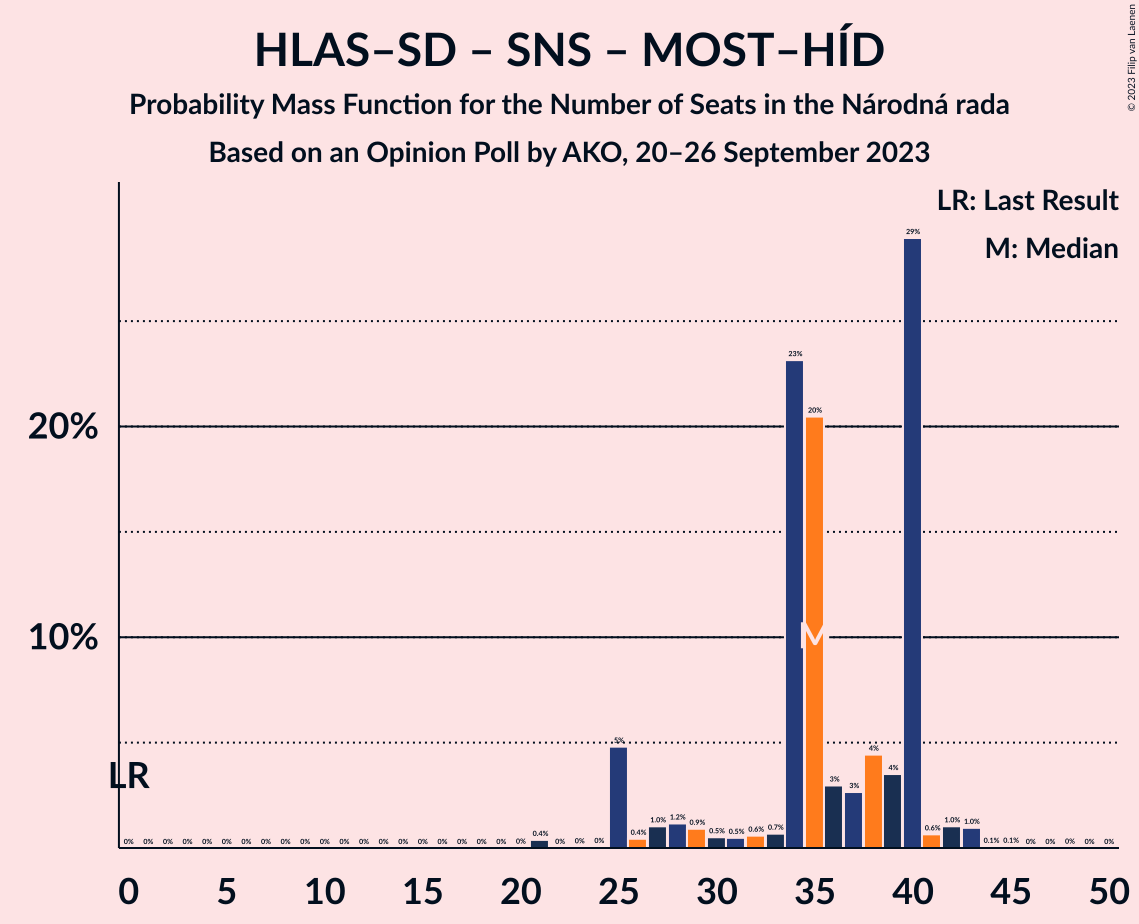 © 2023 Filip van Laenen
HLAS–SD – SNS – MOST–HÍD
Probability Mass Function for the Number of Seats in the Národná rada
Based on an Opinion Poll by AKO, 20–26 September 2023
LR: Last Result
M: Median
29%
23%
20%
20%
10%
M
LR
0% 0% 0% 0% 0% 0% 0% 0% 0% 0% 0% 0% 0% 0% 0% 0% 0% 0% 0% 0% 0% 0.4% 0% 0% 0% 5% 0.4% 1.0% 1.2% 0.9% 0.5% 0.5% 0.6% 0.7% 3% 3% 4% 4% 0.6% 1.0% 1.0% 0.1% 0.1% 0% 0% 0% 0% 0%
0 5 10 15 20 25 30 35 40 45 50